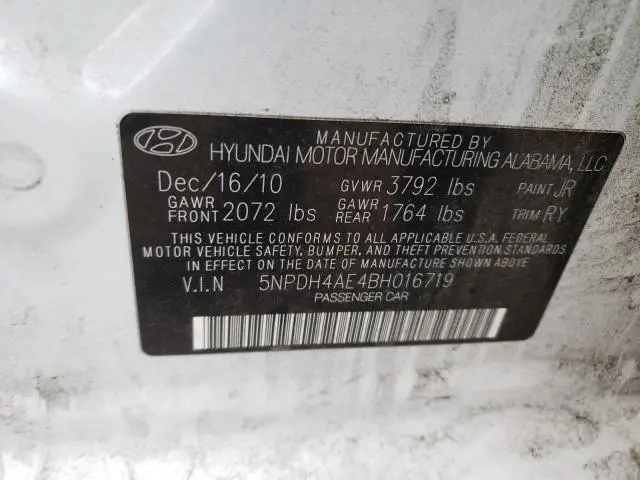 MANUFACTURED BY
HYUNDAI MOTOR MANUFACTURING ALABAMA, LLC
Dec/16/10 GVWR 3792 lbs PAINT JR
GAWR FRONT 2072 lbs GAWR REAR 1764 lbs TRIM RY
THIS VEHICLE CONFORMS TO ALL APPLICABLE U.S.A. FEDERAL
MOTOR VEHICLE SAFETY, BUMPER, AND THEFT PREVENTION STANDARDS
IN EFFECT ON THE DATE OF MANUFACTURE SHOWN ABOVE.
V.I.N 5NPDH4AE4BH016719
PASSENGER CAR